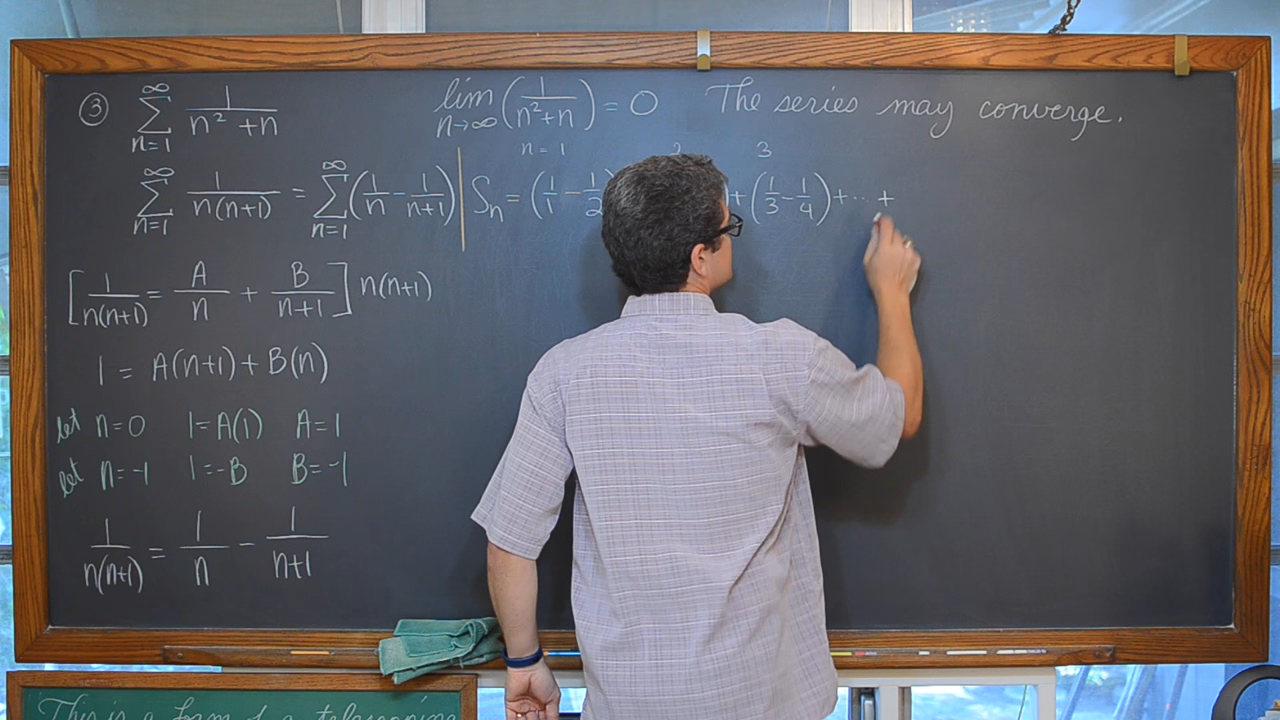 ③ ∞ Σ n=1 1/(n² + n) lim n→∞ (1/(n²+n)) = 0 The series may converge.
n = 1 2 3
∞ Σ n=1 1/(n(n+1)) = ∞ Σ n=1 (1/n - 1/(n+1)) | Sn = (1/1 - 1/2) + (1/3 - 1/4) + ... +
[1/(n(n+1)) = A/n + B/(n+1)] n(n+1)
1 = A(n+1) + B(n)
let n=0 1=A(1) A=1
let n=-1 1=-B B=-1
1/(n(n+1)) = 1/n - 1/(n+1)
This is a form of a telescoping